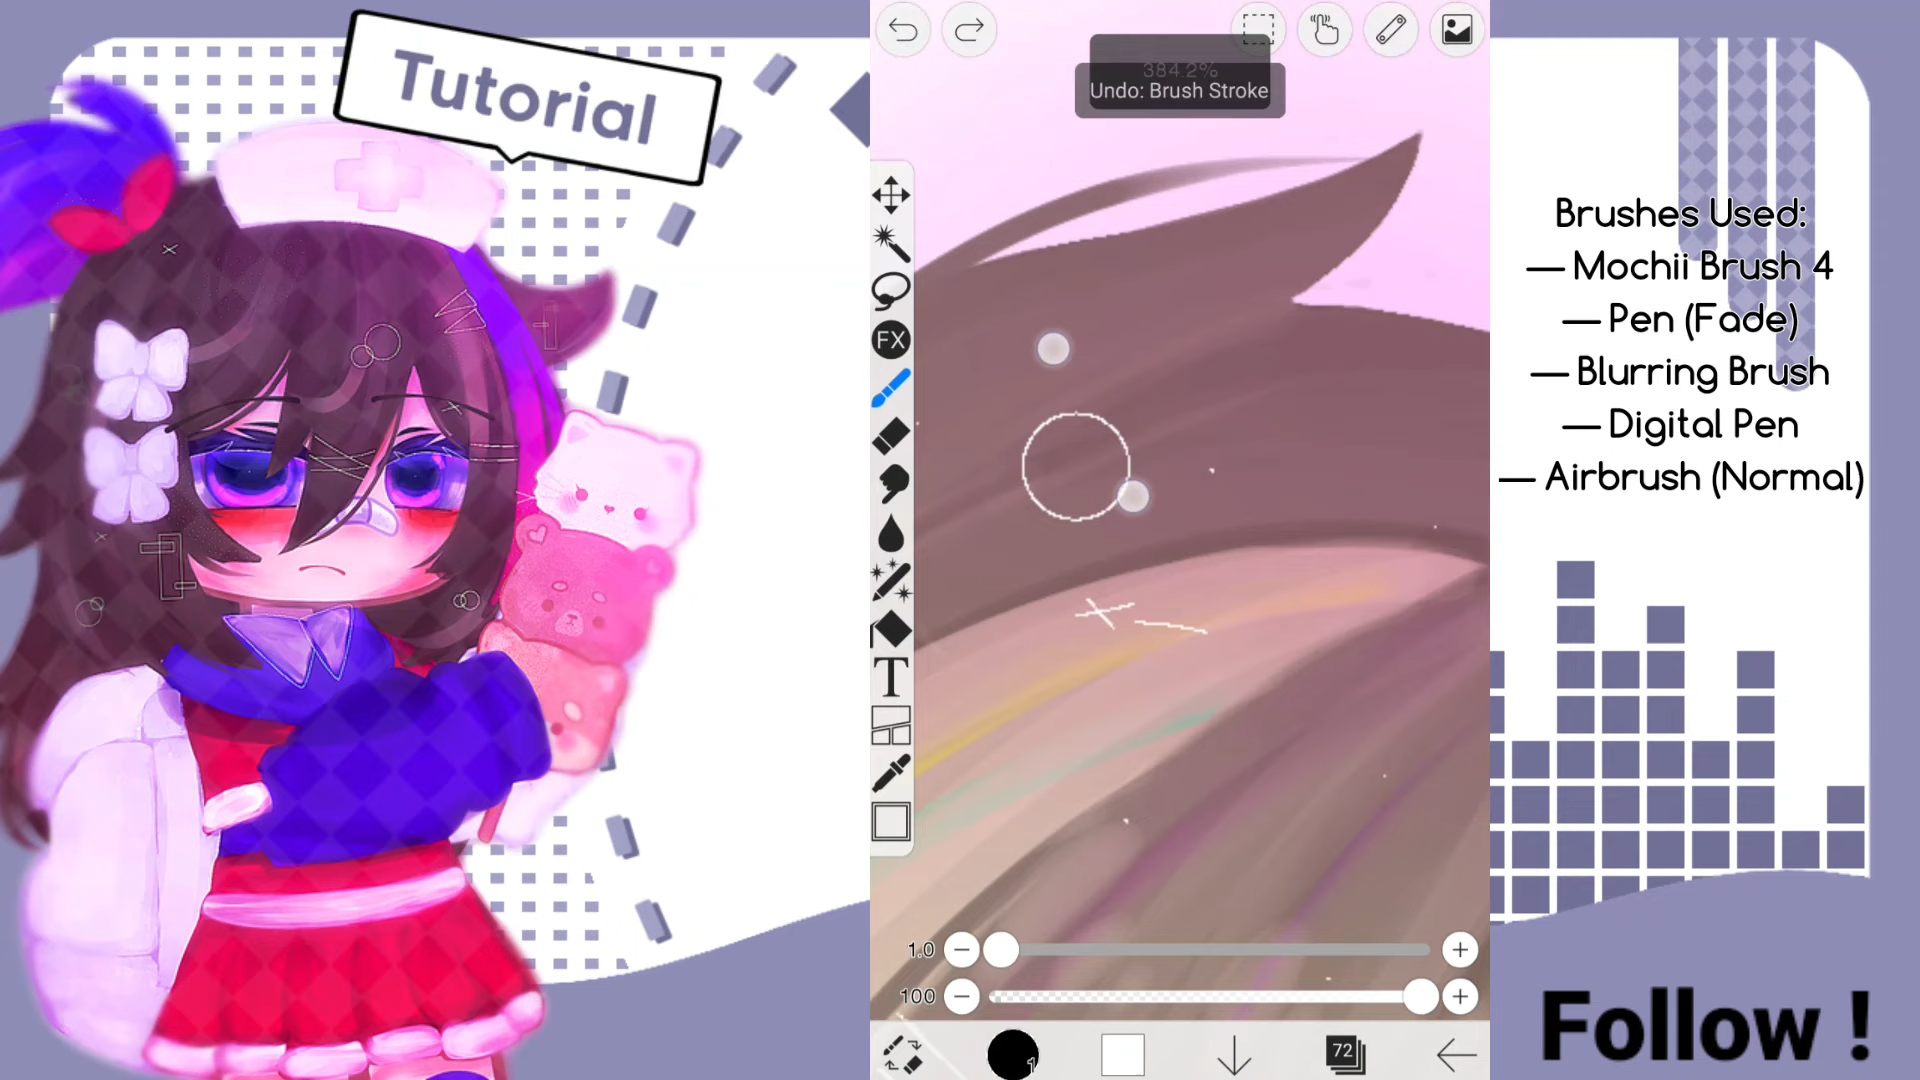 Tutorial
384.2%
Undo: Brush Stroke
FX
T
1.0
100
1
72
Brushes Used:
— Mochii Brush 4
— Pen (Fade)
— Blurring Brush
— Digital Pen
— Airbrush (Normal)
Follow !